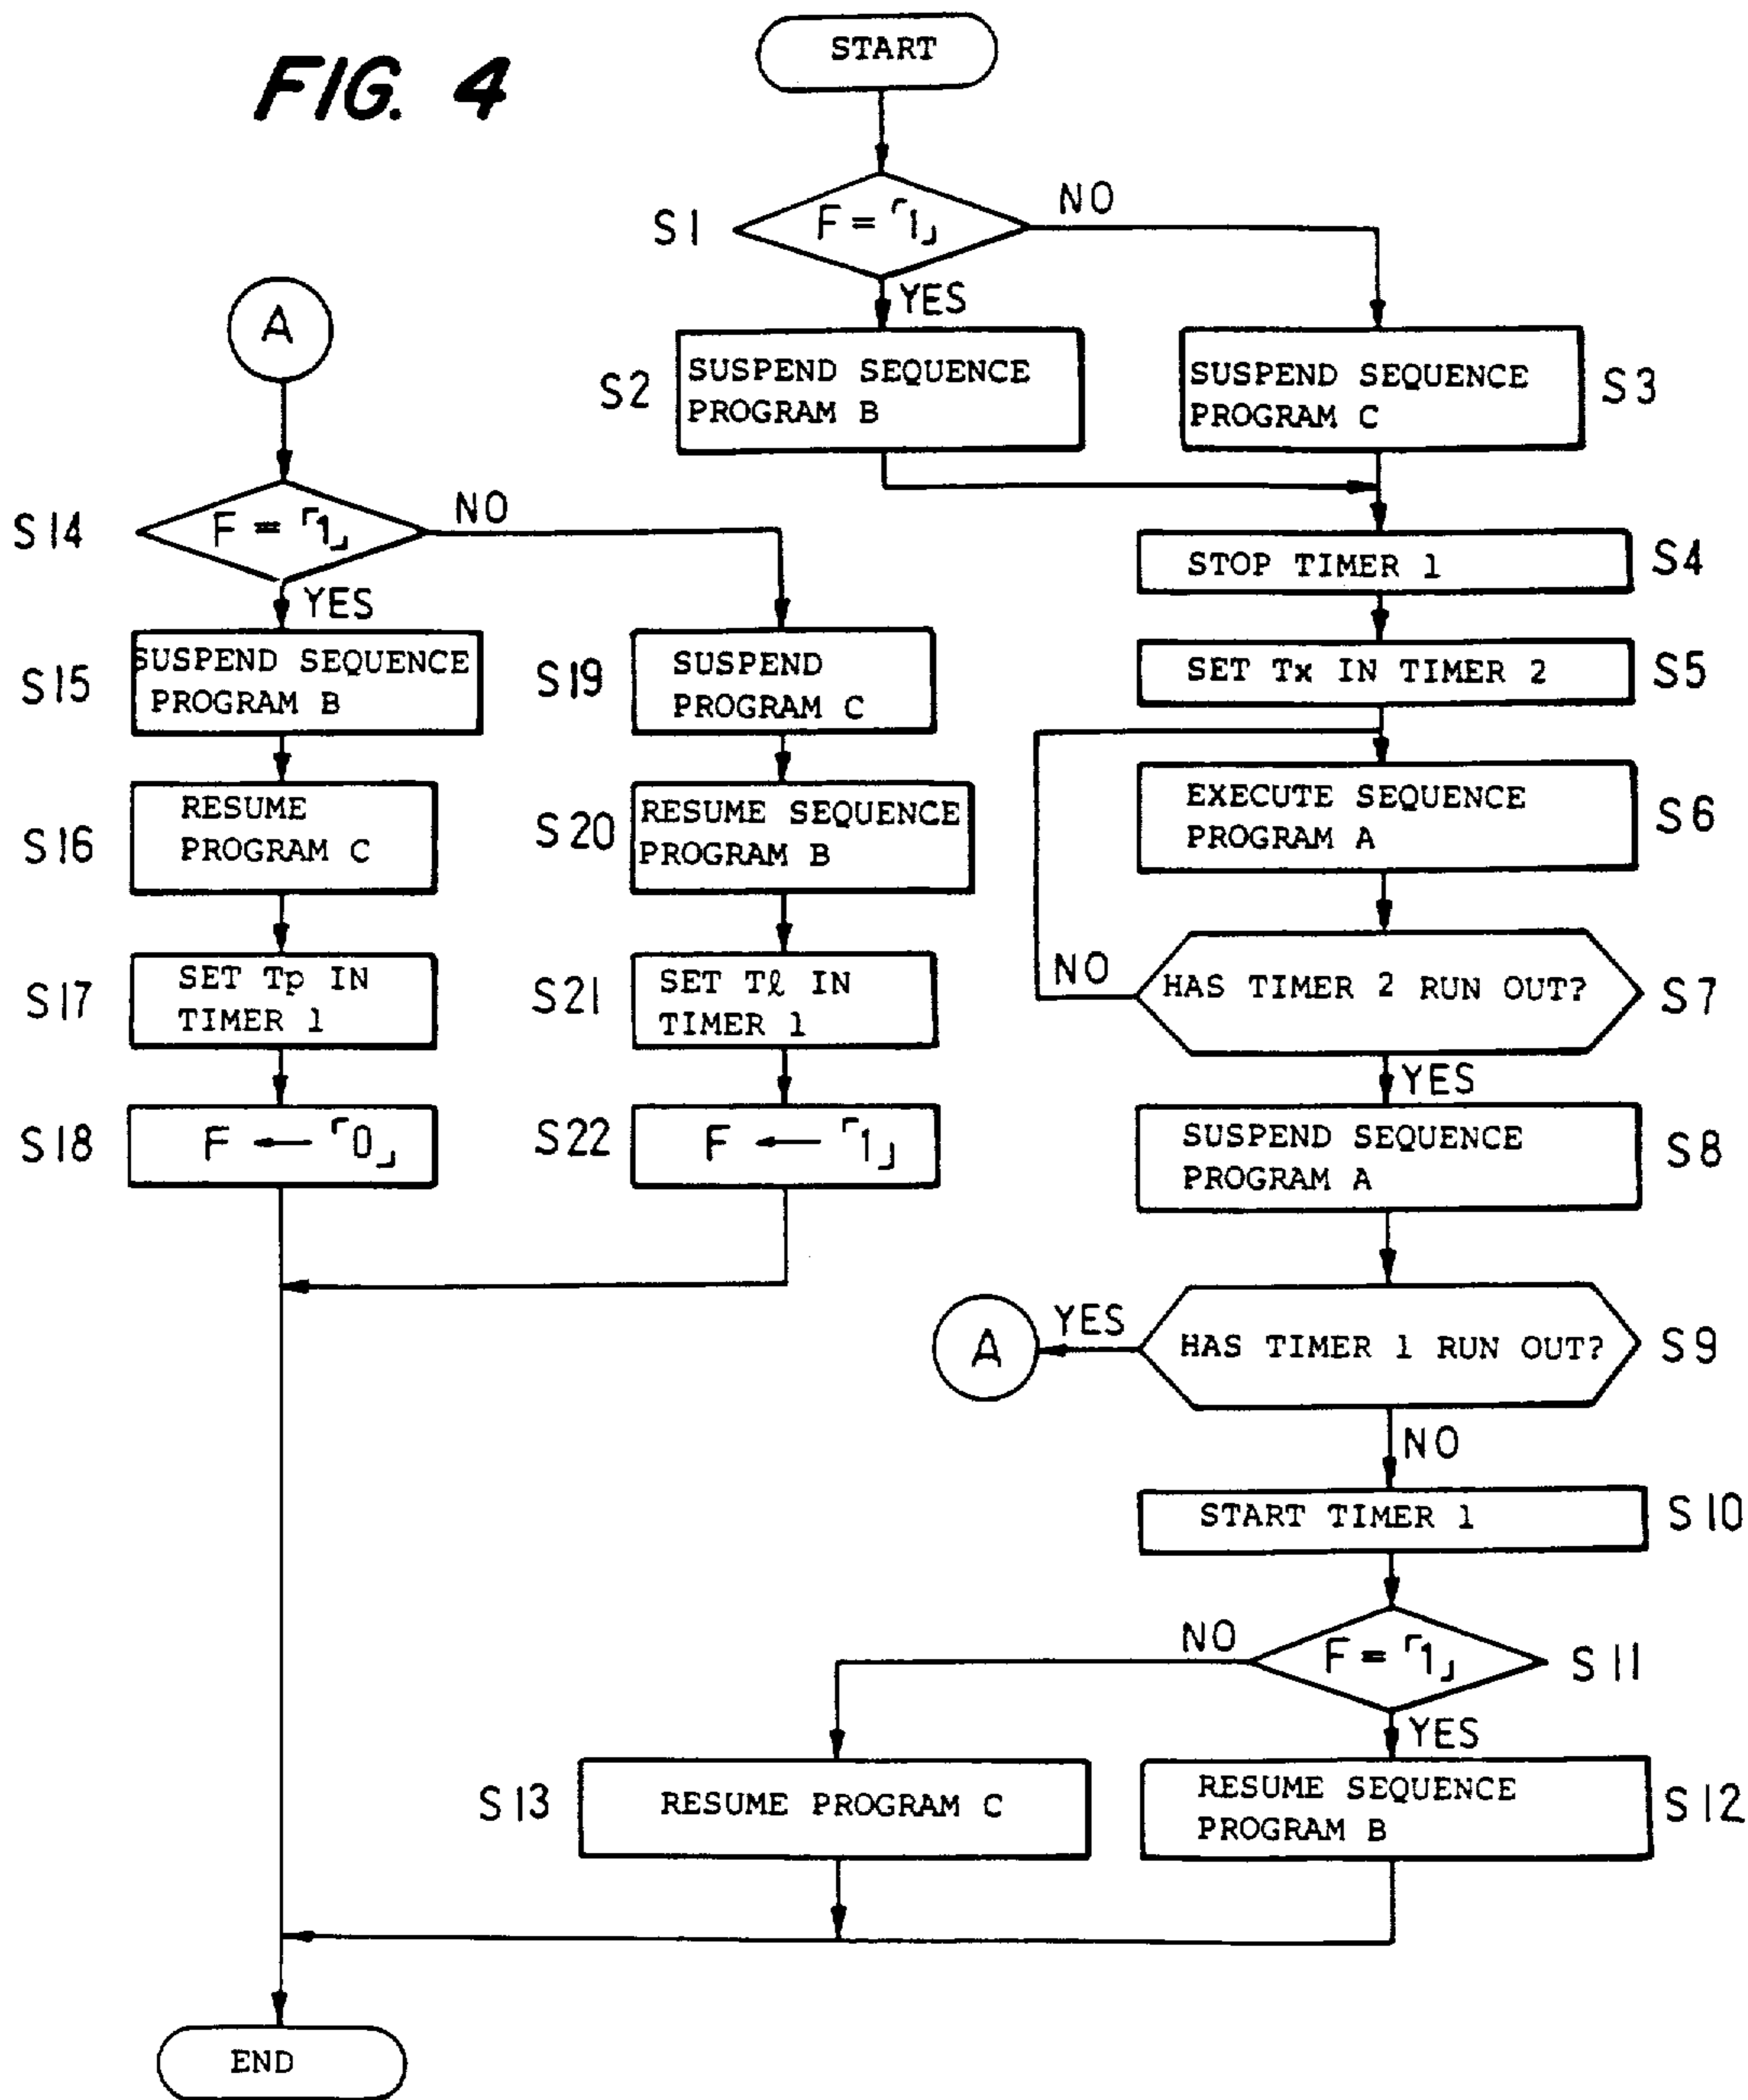 FIG. 4
START
S1
F = 「1」
NO
YES
S2
SUSPEND SEQUENCE
PROGRAM B
SUSPEND SEQUENCE
PROGRAM C
S3
STOP TIMER 1
S4
SET Tx IN TIMER 2
S5
EXECUTE SEQUENCE
PROGRAM A
S6
HAS TIMER 2 RUN OUT?
S7
NO
YES
SUSPEND SEQUENCE
PROGRAM A
S8
HAS TIMER 1 RUN OUT?
S9
YES
A
NO
START TIMER 1
S10
F = 「1」
S11
NO
YES
RESUME SEQUENCE
PROGRAM B
S12
S13
RESUME PROGRAM C
A
S14
F = 「1」
NO
YES
S15
SUSPEND SEQUENCE
PROGRAM B
S16
RESUME
PROGRAM C
S17
SET Tp IN
TIMER 1
S18
F ← 「0」
S19
SUSPEND
PROGRAM C
S20
RESUME SEQUENCE
PROGRAM B
S21
SET Tℓ IN
TIMER 1
S22
F ← 「1」
END